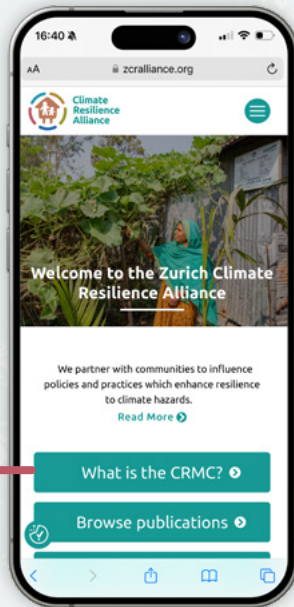 16:40
AA zcralliance.org
Climate
Resilience
Alliance
Welcome to the Zurich Climate
Resilience Alliance
We partner with communities to influence
policies and practices which enhance resilience
to climate hazards.
Read More
What is the CRMC?
Browse publications